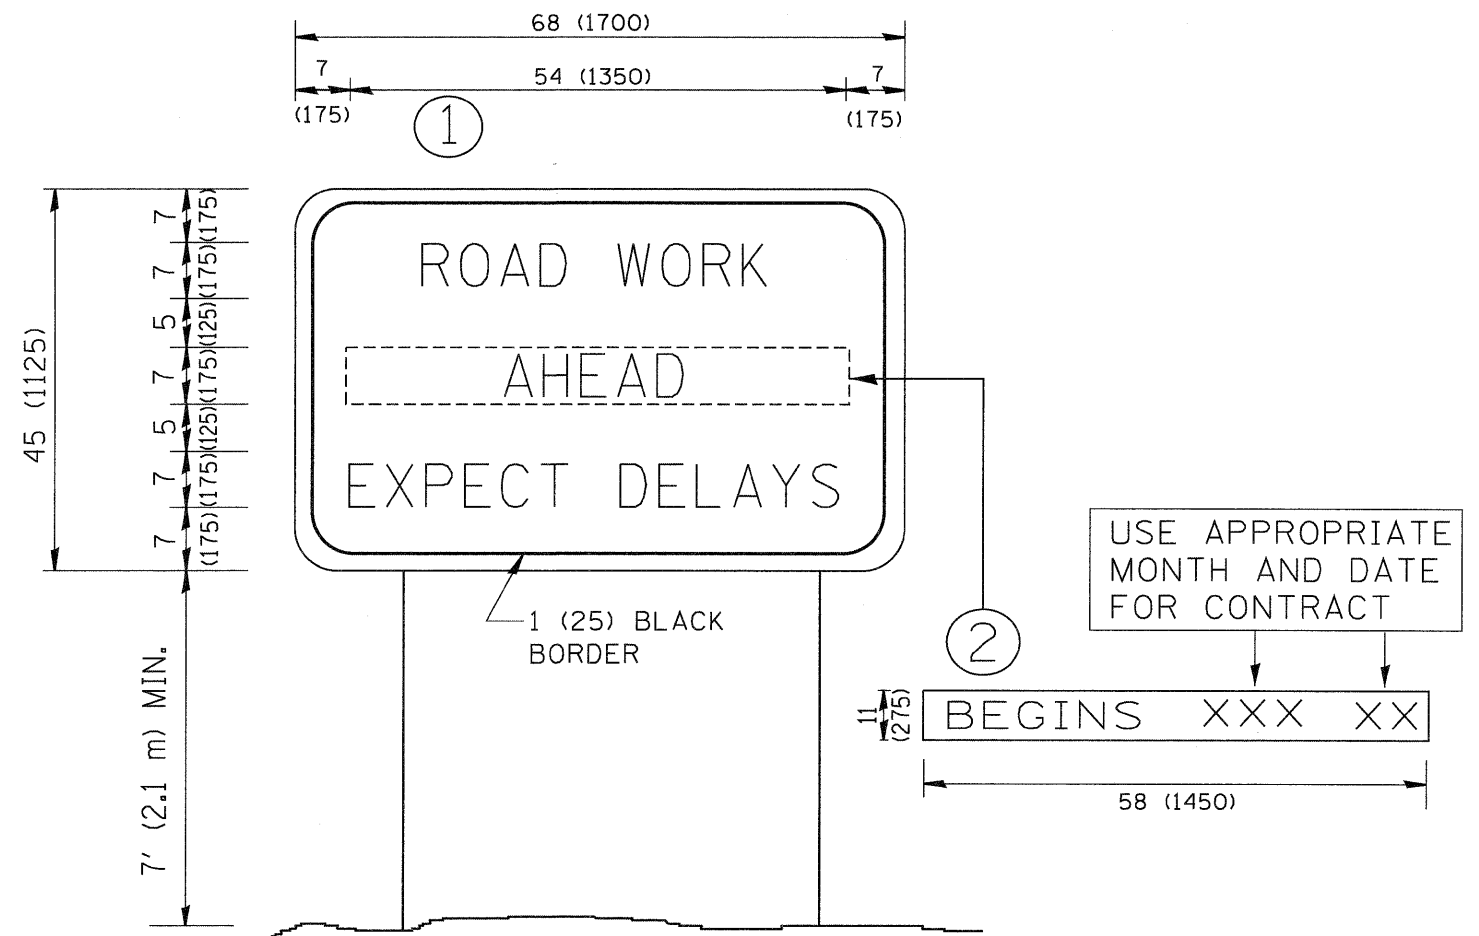 68 (1700)
7
54 (1350)
7
(175)
(175)
1
7
(175)
7
(175)
5
(125)
7
(175)
5
(125)
7
(175)
7
(175)
45 (1125)
ROAD WORK
AHEAD
EXPECT DELAYS
1 (25) BLACK
BORDER
7' (2.1 m) MIN.
USE APPROPRIATE
MONTH AND DATE
FOR CONTRACT
2
11
(275)
BEGINS XXX XX
58 (1450)